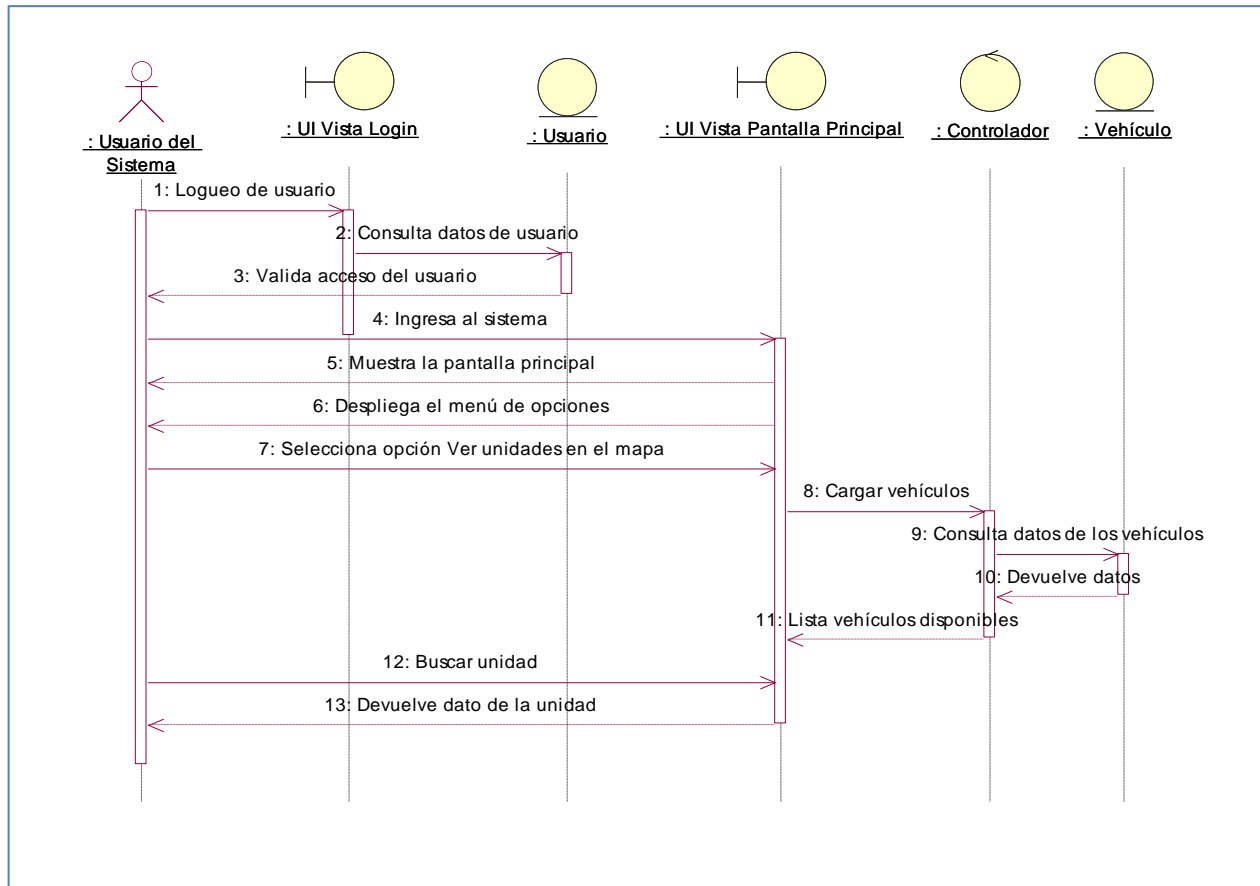 : Usuario del
Sistema
: UI Vista Login
: Usuario
: UI Vista Pantalla Principal
: Controlador
: Vehículo
1: Logueo de usuario
2: Consulta datos de usuario
3: Valida acceso del usuario
4: Ingresa al sistema
5: Muestra la pantalla principal
6: Despliega el menú de opciones
7: Selecciona opción Ver unidades en el mapa
8: Cargar vehículos
9: Consulta datos de los vehículos
10: Devuelve datos
11: Lista vehículos disponibles
12: Buscar unidad
13: Devuelve dato de la unidad